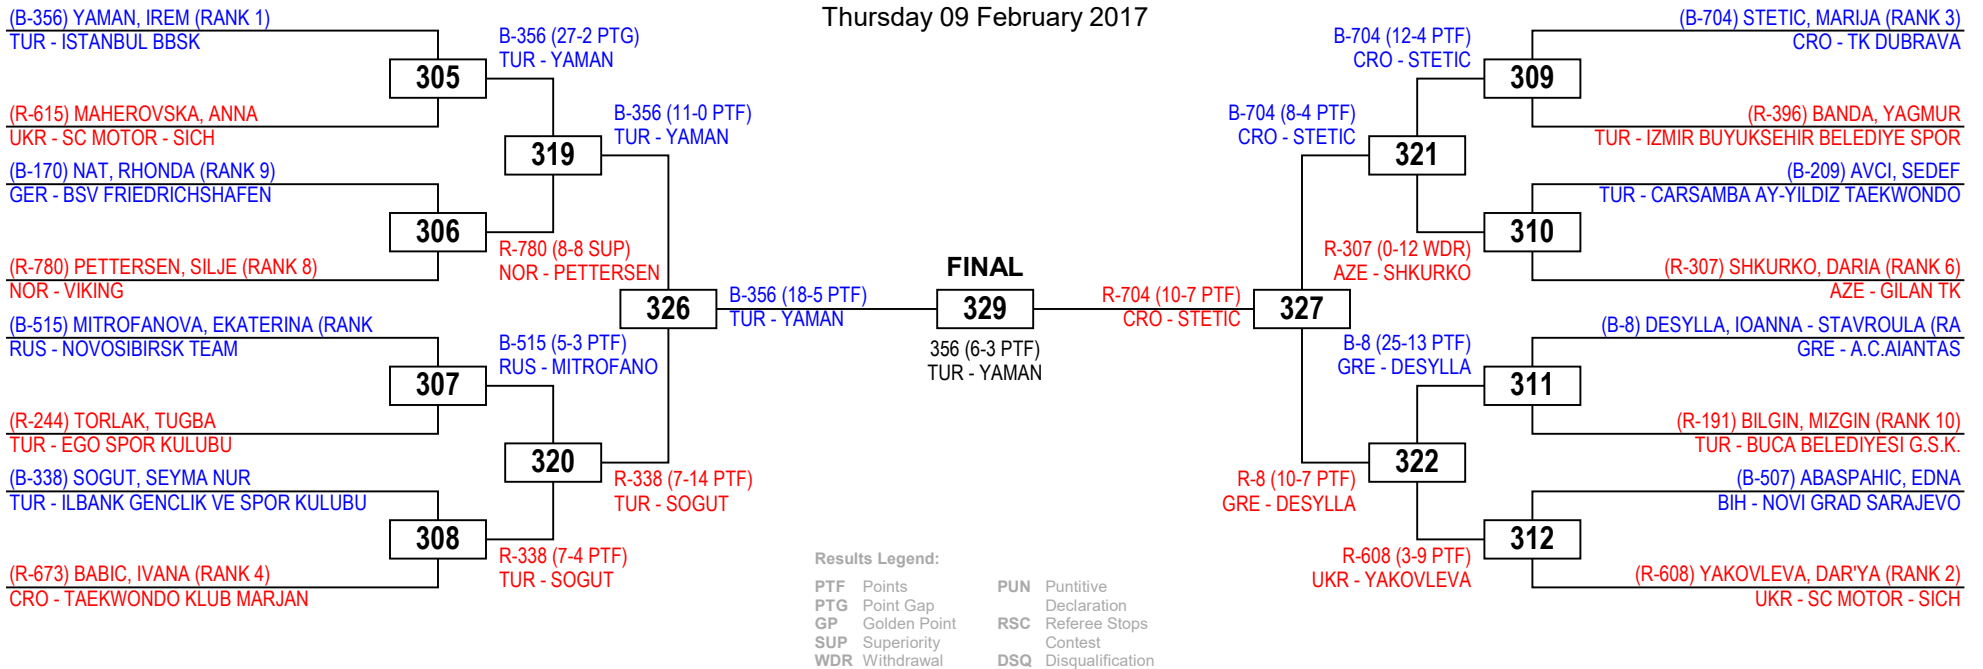 Thursday 09 February 2017
(B-356) YAMAN, IREM (RANK 1)
TUR - ISTANBUL BBSK
305
(R-615) MAHEROVSKA, ANNA
UKR - SC MOTOR - SICH
B-356 (27-2 PTG)
TUR - YAMAN
319
(B-170) NAT, RHONDA (RANK 9)
GER - BSV FRIEDRICHSHAFEN
306
(R-780) PETTERSEN, SILJE (RANK 8)
NOR - VIKING
R-780 (8-8 SUP)
NOR - PETTERSEN
B-356 (11-0 PTF)
TUR - YAMAN
326
(B-515) MITROFANOVA, EKATERINA (RANK
RUS - NOVOSIBIRSK TEAM
307
(R-244) TORLAK, TUGBA
TUR - EGO SPOR KULUBU
B-515 (5-3 PTF)
RUS - MITROFANO
320
(B-338) SOGUT, SEYMA NUR
TUR - ILBANK GENCLIK VE SPOR KULUBU
308
(R-673) BABIC, IVANA (RANK 4)
CRO - TAEKWONDO KLUB MARJAN
R-338 (7-4 PTF)
TUR - SOGUT
R-338 (7-14 PTF)
TUR - SOGUT
B-356 (18-5 PTF)
TUR - YAMAN
FINAL
329
356 (6-3 PTF)
TUR - YAMAN
R-704 (10-7 PTF)
CRO - STETIC
327
B-704 (8-4 PTF)
CRO - STETIC
321
B-704 (12-4 PTF)
CRO - STETIC
309
(B-704) STETIC, MARIJA (RANK 3)
CRO - TK DUBRAVA
(R-396) BANDA, YAGMUR
TUR - IZMIR BUYUKSEHIR BELEDIYE SPOR
R-307 (0-12 WDR)
AZE - SHKURKO
310
(B-209) AVCI, SEDEF
TUR - CARSAMBA AY-YILDIZ TAEKWONDO
(R-307) SHKURKO, DARIA (RANK 6)
AZE - GILAN TK
R-8 (10-7 PTF)
GRE - DESYLLA
322
B-8 (25-13 PTF)
GRE - DESYLLA
311
(B-8) DESYLLA, IOANNA - STAVROULA (RA
GRE - A.C.AIANTAS
(R-191) BILGIN, MIZGIN (RANK 10)
TUR - BUCA BELEDIYESI G.S.K.
R-608 (3-9 PTF)
UKR - YAKOVLEVA
312
(B-507) ABASPAHIC, EDNA
BIH - NOVI GRAD SARAJEVO
(R-608) YAKOVLEVA, DAR'YA (RANK 2)
UKR - SC MOTOR - SICH
Results Legend:
PTF Points
PTG Point Gap
GP Golden Point
SUP Superiority
WDR Withdrawal
PUN Puntitive
Declaration
RSC Referee Stops
Contest
DSQ Disqualification